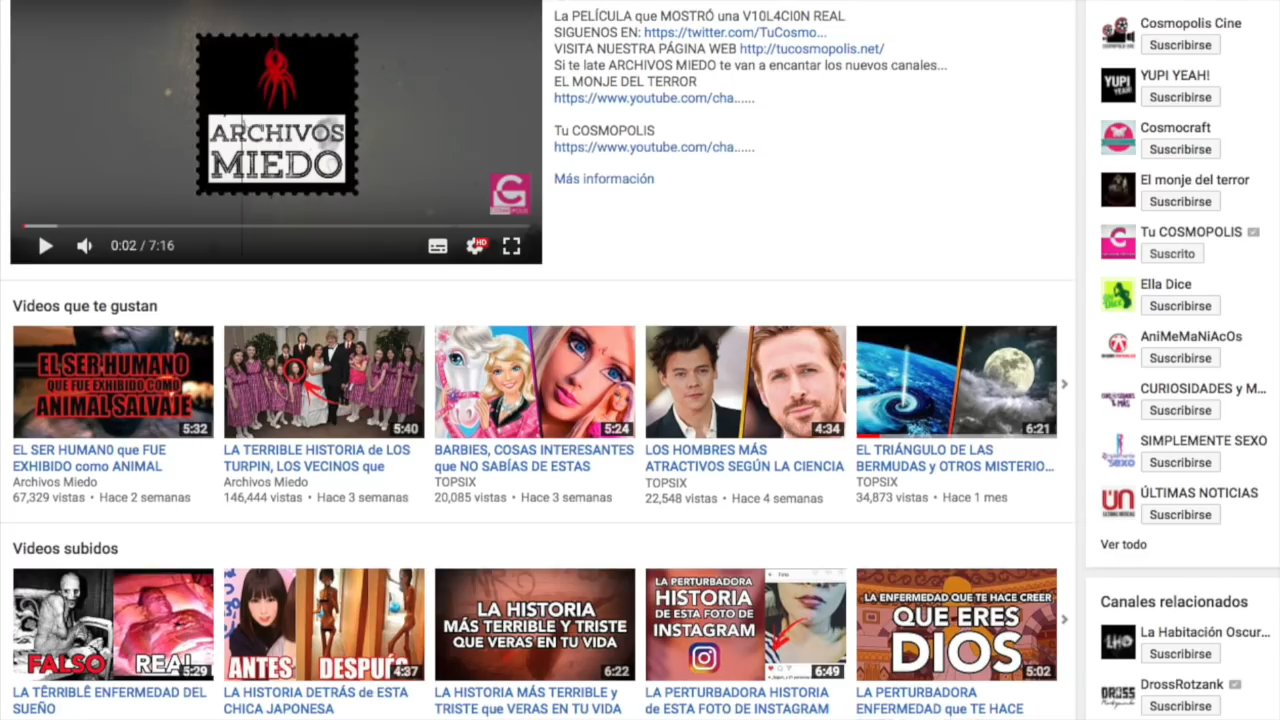 La PELÍCULA que MOSTRÓ una V10L4CI0N REAL
SIGUENOS EN: https://twitter.com/TuCosmo...
VISITA NUESTRA PÁGINA WEB http://tucosmopolis.net/
Si te late ARCHIVOS MIEDO te van a encantar los nuevos canales...
EL MONJE DEL TERROR
https://www.youtube.com/cha......
Tu COSMOPOLIS
https://www.youtube.com/cha......
Más información
ARCHIVOS
MIEDO
0:02 / 7:16
HD
Cosmopolis Cine
Suscribirse
YUPI
YEAH!
YUPI YEAH!
Suscribirse
Cosmocraft
Suscribirse
El monje del terror
Suscribirse
Tu COSMOPOLIS
Suscrito
Ella Dice
Suscribirse
AniMeMaNiAcOs
Suscribirse
CURIOSIDADES y M...
Suscribirse
SIMPLEMENTE SEXO
Suscribirse
ÚN
ÚLTIMAS NOTICIAS
Suscribirse
Ver todo
Videos que te gustan
EL SER HUMANO
QUE FUE EXHIBIDO COMO
ANIMAL SALVAJE
5:32
5:40
5:24
4:34
6:21
EL SER HUMAN0 que FUE
EXHIBIDO como ANIMAL
Archivos Miedo
67,329 vistas • Hace 2 semanas
LA TERRIBLE HISTORIA de LOS
TURPIN, LOS VECINOS que
Archivos Miedo
146,444 vistas • Hace 3 semanas
BARBIES, COSAS INTERESANTES
que NO SABÍAS DE ESTAS
TOPSIX
20,085 vistas • Hace 3 semanas
LOS HOMBRES MÁS
ATRACTIVOS SEGÚN LA CIENCIA
TOPSIX
22,548 vistas • Hace 4 semanas
EL TRIÁNGULO DE LAS
BERMUDAS y OTROS MISTERIO...
TOPSIX
34,873 vistas • Hace 1 mes
Videos subidos
FALSO
REAL
5:29
ANTES
DESPUÉS
4:37
LA HISTORIA
MÁS TERRIBLE Y TRISTE
QUE VERAS EN TU VIDA
6:22
LA PERTURBADORA
HISTORIA
DE ESTA FOTO DE
INSTAGRAM
6:49
LA ENFERMEDAD QUE TE HACE CREER
QUE ERES
DIOS
5:02
LA TÊRRIBLÊ ENFERMEDAD DEL
SUEÑO
LA HISTORIA DETRÁS de ESTA
CHICA JAPONESA
LA HISTORIA MÁS TERRIBLE y
TRISTE que VERAS EN TU VIDA
LA PERTURBADORA HISTORIA
de ESTA FOTO DE INSTAGRAM
LA PERTURBADORA
ENFERMEDAD que TE HACE
Canales relacionados
LHO
La Habitación Oscur...
Suscribirse
DROSS
DrossRotzank
Suscribirse